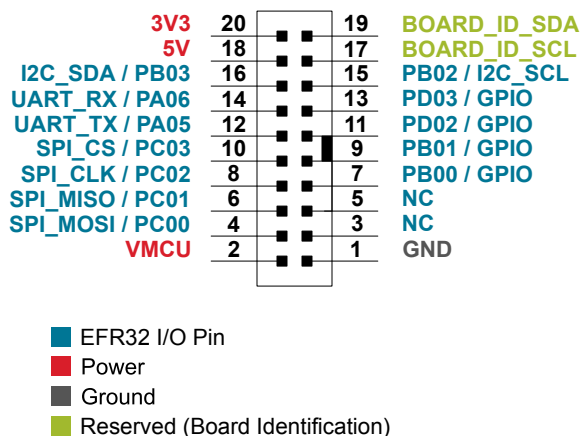 3V3 20 19 BOARD_ID_SDA
5V 18 17 BOARD_ID_SCL
I2C_SDA / PB03 16 15 PB02 / I2C_SCL
UART_RX / PA06 14 13 PD03 / GPIO
UART_TX / PA05 12 11 PD02 / GPIO
SPI_CS / PC03 10 9 PB01 / GPIO
SPI_CLK / PC02 8 7 PB00 / GPIO
SPI_MISO / PC01 6 5 NC
SPI_MOSI / PC00 4 3 NC
VMCU 2 1 GND
EFR32 I/O Pin
Power
Ground
Reserved (Board Identification)